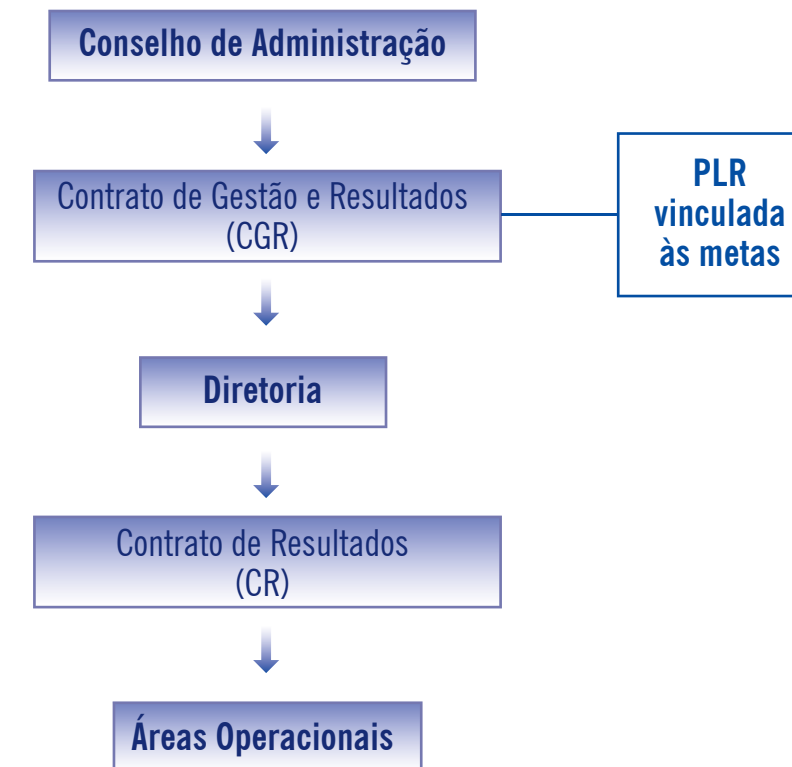 Conselho de Administração
Contrato de Gestão e Resultados
(CGR)
PLR
vinculada
às metas
Diretoria
Contrato de Resultados
(CR)
Áreas Operacionais